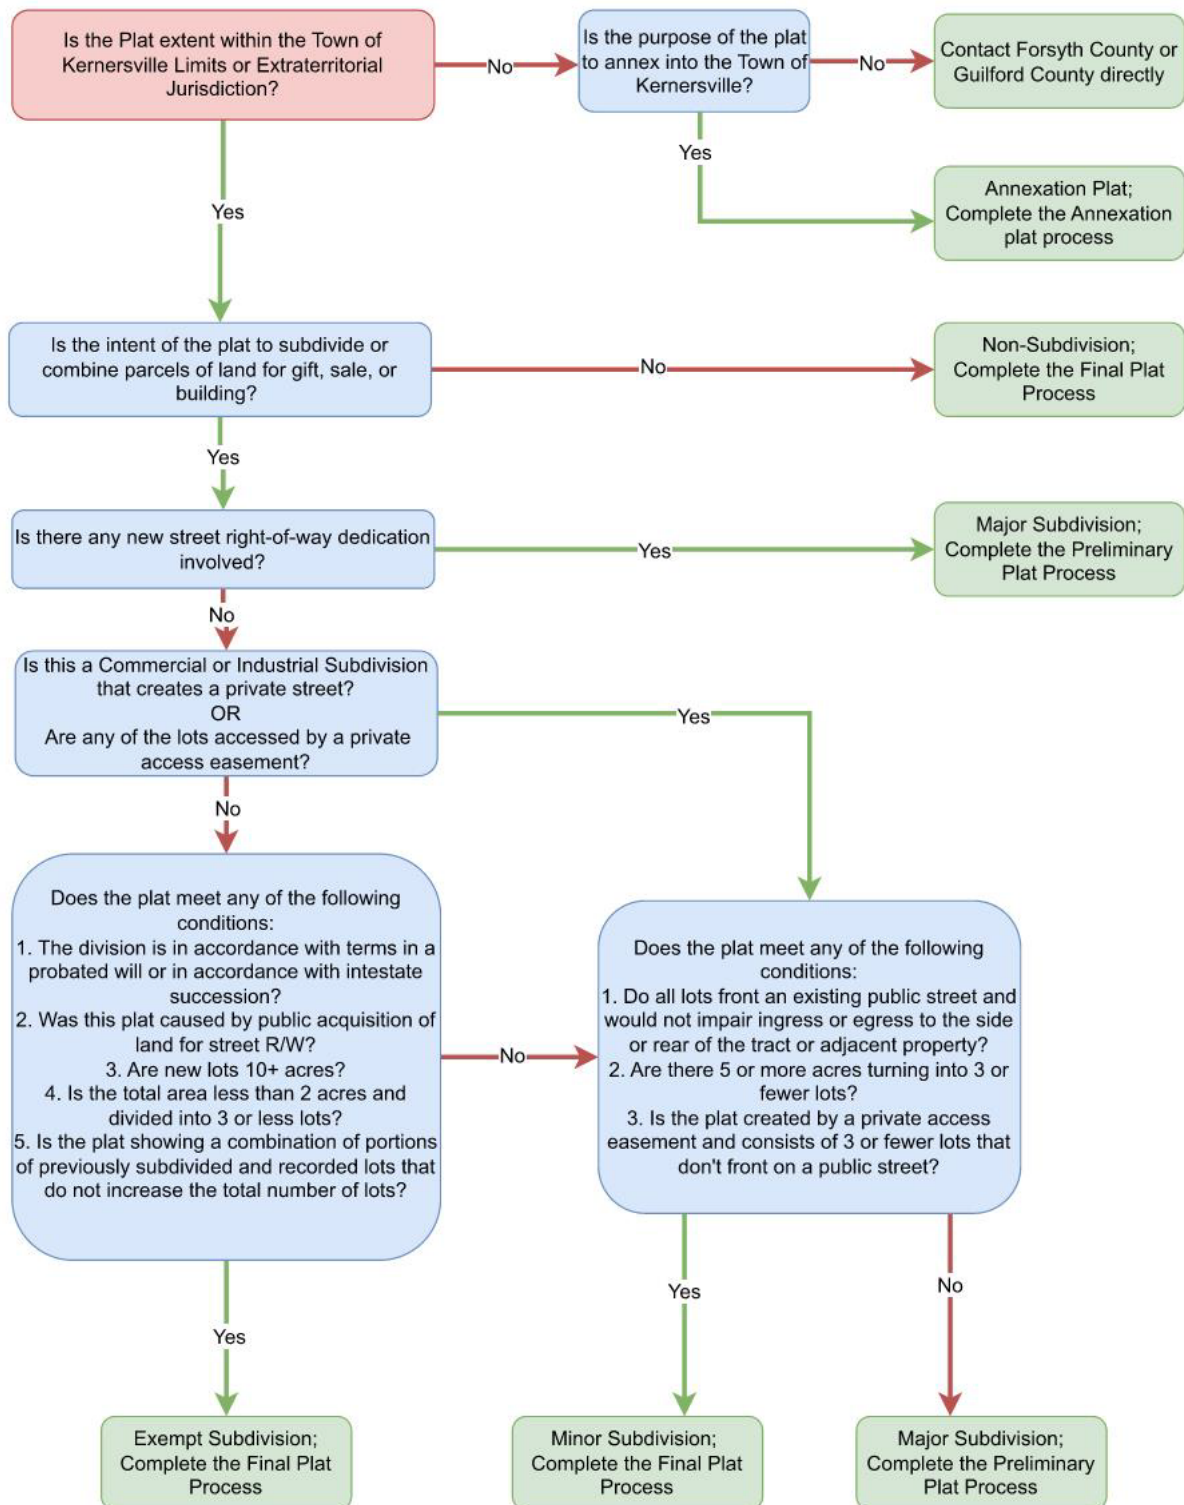 Is the Plat extent within the Town of
Kernersville Limits or Extraterritorial
Jurisdiction?
No
Is the purpose of the plat
to annex into the Town of
Kernersville?
No
Contact Forsyth County or
Guilford County directly
Yes
Annexation Plat;
Complete the Annexation
plat process
Yes
Is the intent of the plat to subdivide or
combine parcels of land for gift, sale, or
building?
No
Non-Subdivision;
Complete the Final Plat
Process
Yes
Is there any new street right-of-way dedication
involved?
Yes
Major Subdivision;
Complete the Preliminary
Plat Process
No
Is this a Commercial or Industrial Subdivision
that creates a private street?
OR
Are any of the lots accessed by a private
access easement?
Yes
No
Does the plat meet any of the following
conditions:
1. The division is in accordance with terms in a
probated will or in accordance with intestate
succession?
2. Was this plat caused by public acquisition of
land for street R/W?
3. Are new lots 10+ acres?
4. Is the total area less than 2 acres and
divided into 3 or less lots?
5. Is the plat showing a combination of portions
of previously subdivided and recorded lots that
do not increase the total number of lots?
No
Does the plat meet any of the following
conditions:
1. Do all lots front an existing public street and
would not impair ingress or egress to the side
or rear of the tract or adjacent property?
2. Are there 5 or more acres turning into 3 or
fewer lots?
3. Is the plat created by a private access
easement and consists of 3 or fewer lots that
don't front on a public street?
Yes
Yes
No
Exempt Subdivision;
Complete the Final Plat
Process
Minor Subdivision;
Complete the Final Plat
Process
Major Subdivision;
Complete the Preliminary
Plat Process